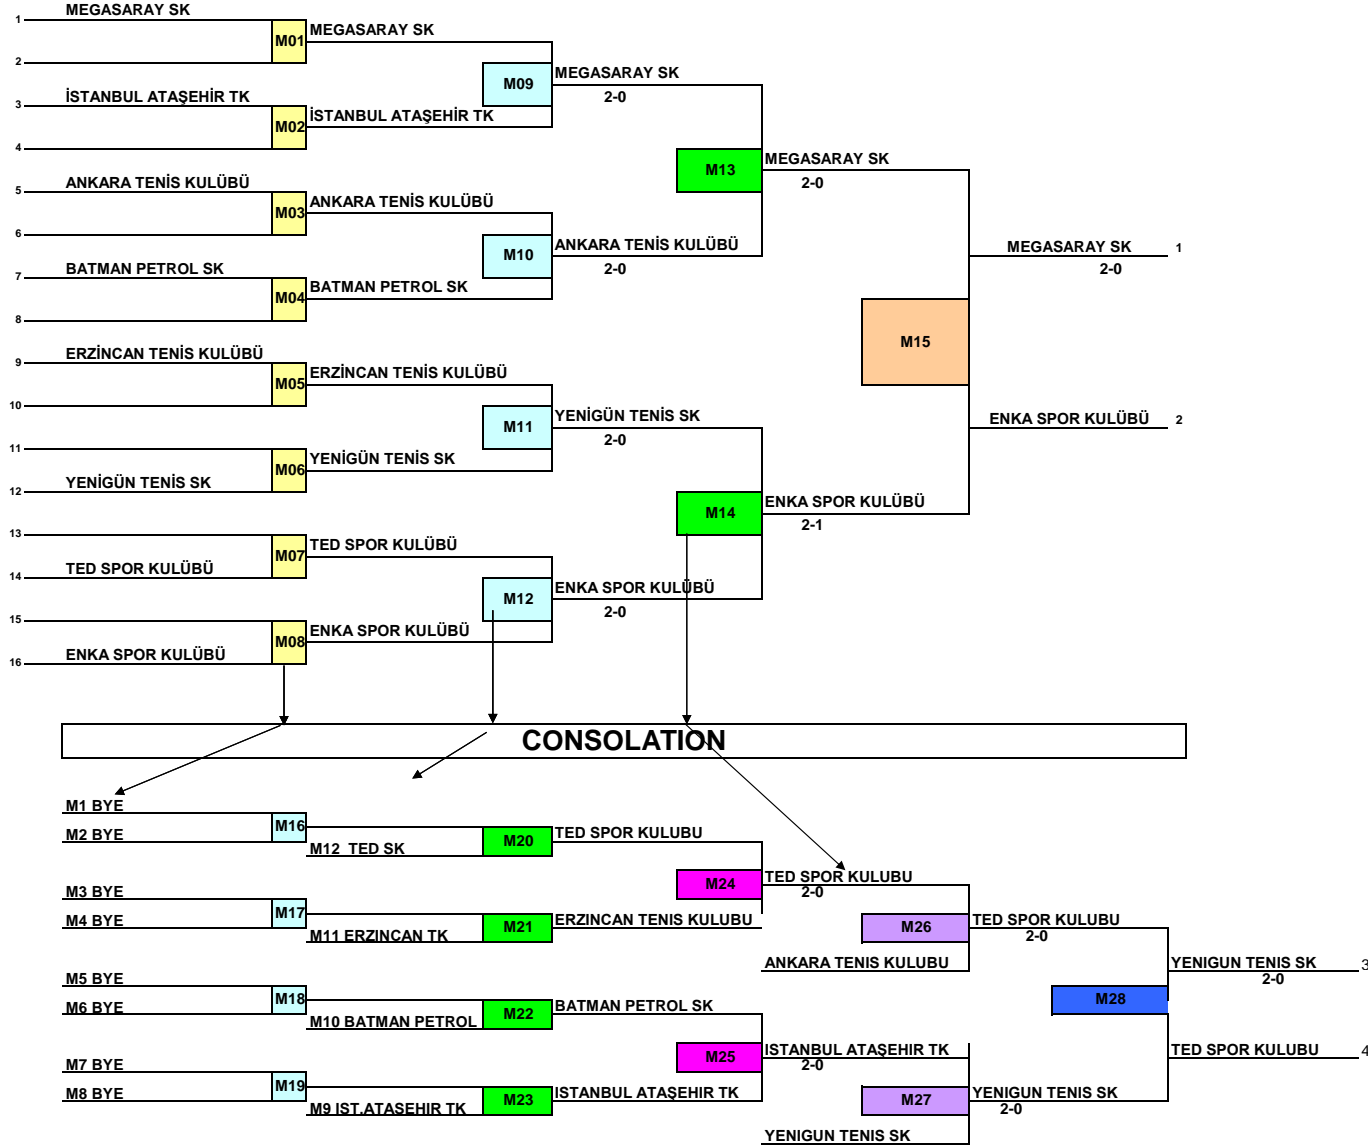 1 MEGASARAY SK
M01 MEGASARAY SK
2
M09 MEGASARAY SK
2-0
3 İSTANBUL ATAŞEHİR TK
M02 İSTANBUL ATAŞEHİR TK
4
M13 MEGASARAY SK
2-0
5 ANKARA TENİS KULÜBÜ
M03 ANKARA TENİS KULÜBÜ
6
M10 ANKARA TENİS KULÜBÜ
2-0
MEGASARAY SK 1
2-0
7 BATMAN PETROL SK
M04 BATMAN PETROL SK
8
M15
9 ERZİNCAN TENİS KULÜBÜ
M05 ERZİNCAN TENİS KULÜBÜ
10
M11 YENİGÜN TENİS SK
2-0
ENKA SPOR KULÜBÜ 2
11
M06 YENİGÜN TENİS SK
12 YENİGÜN TENİS SK
M14 ENKA SPOR KULÜBÜ
2-1
13
M07 TED SPOR KULÜBÜ
14 TED SPOR KULÜBÜ
M12 ENKA SPOR KULÜBÜ
2-0
15
M08 ENKA SPOR KULÜBÜ
16 ENKA SPOR KULÜBÜ
CONSOLATION
M1 BYE
M16
M2 BYE
M12 TED SK
M20 TED SPOR KULUBU
M24 TED SPOR KULUBU
2-0
M3 BYE
M17
M4 BYE
M11 ERZINCAN TK
M21 ERZINCAN TENIS KULUBU
M26 TED SPOR KULUBU
2-0
ANKARA TENIS KULUBU
YENIGUN TENIS SK 3
2-0
M5 BYE
M18
M6 BYE
M10 BATMAN PETROL
M22 BATMAN PETROL SK
M28
M25 ISTANBUL ATAŞEHIR TK
2-0
TED SPOR KULUBU 4
M7 BYE
M19
M8 BYE
M9 IST.ATASEHIR TK
M23 ISTANBUL ATAŞEHIR TK
M27 YENIGUN TENIS SK
2-0
YENIGUN TENIS SK